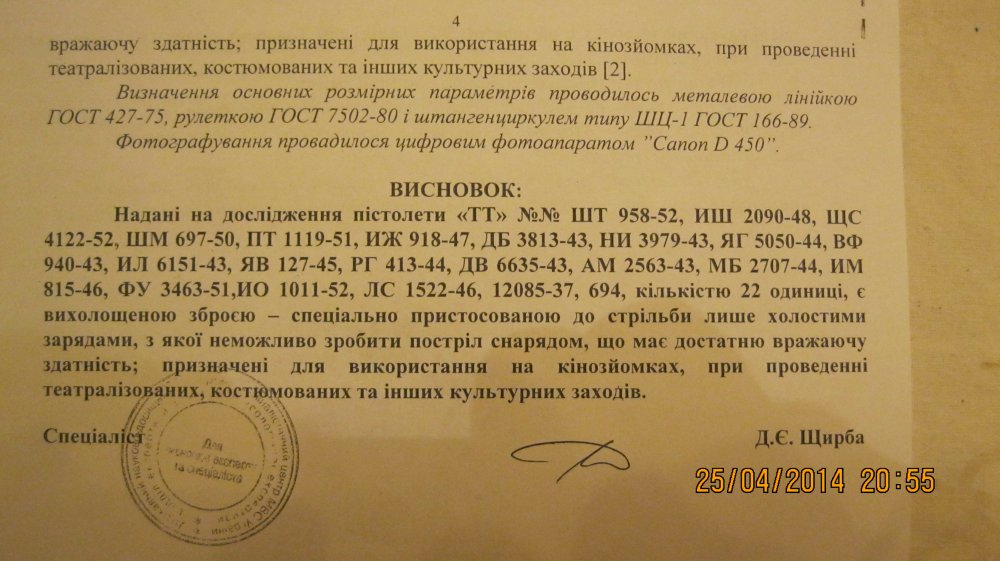 4
вражаючу здатність; призначені для використання на кінозйомках, при проведенні
театралізованих, костюмованих та інших культурних заходів [2].
Визначення основних розмірних параметрів проводилось металевою лінійкою
ГОСТ 427-75, рулеткою ГОСТ 7502-80 і штангенциркулем типу ШЦ-1 ГОСТ 166-89.
Фотографування провадилося цифровим фотоапаратом ”Canon D 450”.
ВИСНОВОК:
Надані на дослідження пістолети «ТТ» №№ ШТ 958-52, ИШ 2090-48, ЩС
4122-52, ШМ 697-50, ПТ 1119-51, ИЖ 918-47, ДБ 3813-43, НИ 3979-43, ЯГ 5050-44, ВФ
940-43, ИЛ 6151-43, ЯВ 127-45, РГ 413-44, ДВ 6635-43, АМ 2563-43, МБ 2707-44, ИМ
815-46, ФУ 3463-51,ИО 1011-52, ЛС 1522-46, 12085-37, 694, кількістю 22 одиниці, є
вихолощеною зброєю – спеціально пристосованою до стрільби лише холостими
зарядами, з якої неможливо зробити постріл снарядом, що має достатню вражаючу
здатність; призначені для використання на кінозйомках, при проведенні
театралізованих, костюмованих та інших культурних заходів.
Спеціаліст
Д.Є. Щирба
Для
та спеціаліста
центр МВС України
25/04/2014 20:55